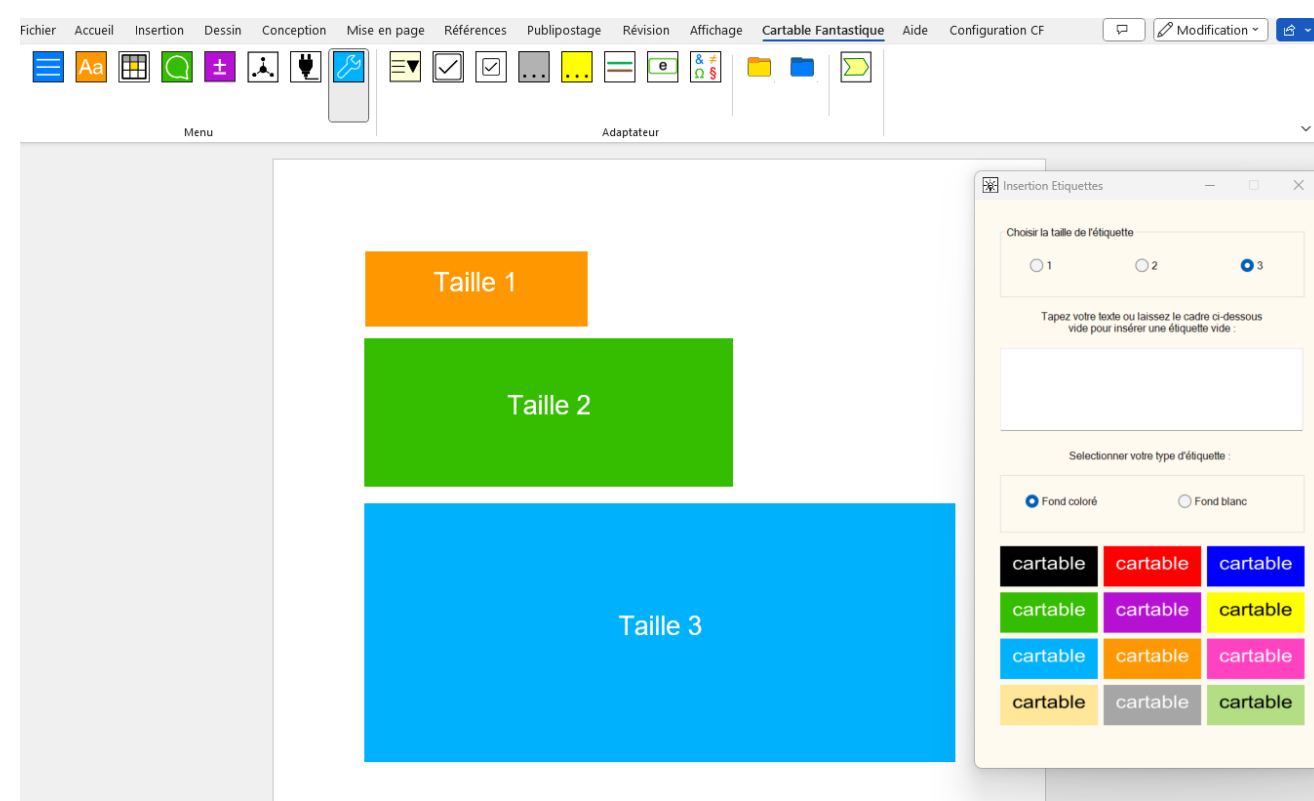 Fichier Accueil Insertion Dessin Conception Mise en page Références Publipostage Révision Affichage Cartable Fantastique Aide Configuration CF Modification
Aa ± ... ... e & ≠ Ω §
Menu Adaptateur
Insertion Etiquettes
Choisir la taille de l'étiquette
1 2 3
Tapez votre texte ou laissez le cadre ci-dessous
vide pour insérer une étiquette vide :
Selectionner votre type d'étiquette :
Fond coloré Fond blanc
cartable cartable cartable
cartable cartable cartable
cartable cartable cartable
cartable cartable cartable
Taille 1
Taille 2
Taille 3